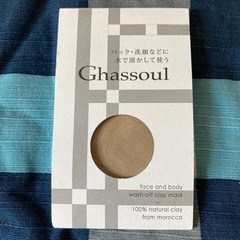 パック・洗顔などに
水で溶かして使う
Ghassoul
face and body
wash-off clay mask
100% natural clay
from morocco